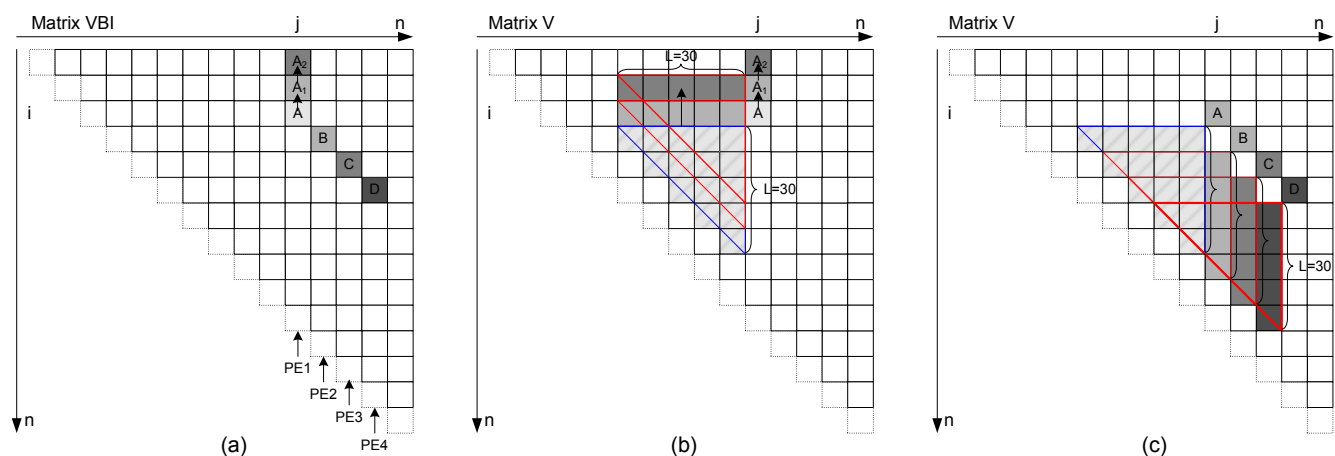 Matrix VBI
j
n
A₂
A₁
A
i
B
C
D
PE1
PE2
PE3
PE4
n
(a)
Matrix V
j
n
L=30
A₂
A₁
A
i
L=30
n
(b)
Matrix V
j
n
i
A
B
C
D
L=30
n
(c)